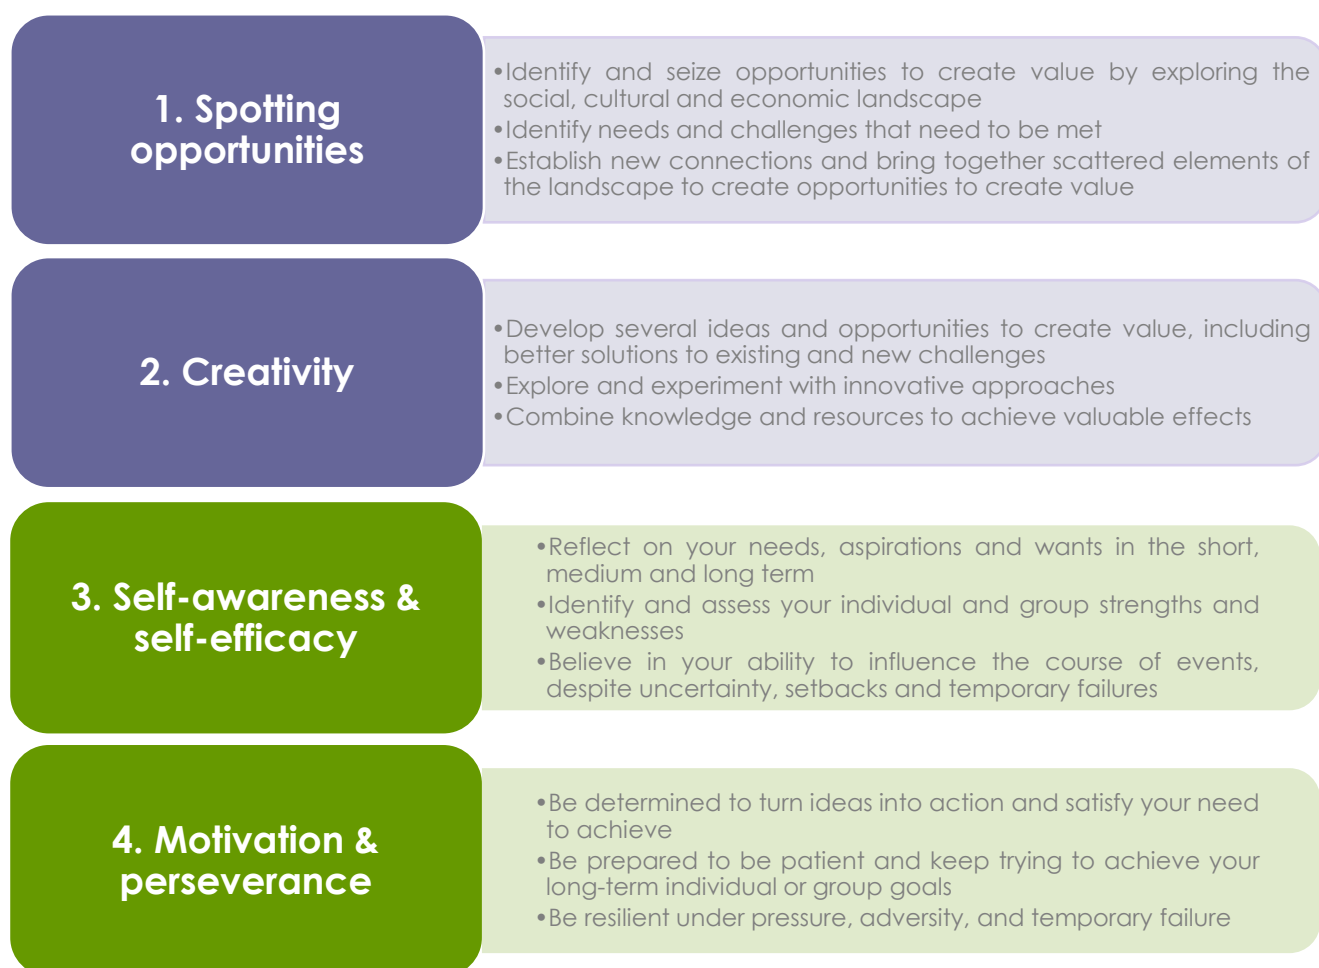 1. Spotting
opportunities
•Identify and seize opportunities to create value by exploring the
social, cultural and economic landscape
•Identify needs and challenges that need to be met
•Establish new connections and bring together scattered elements of
the landscape to create opportunities to create value
2. Creativity
•Develop several ideas and opportunities to create value, including
better solutions to existing and new challenges
•Explore and experiment with innovative approaches
•Combine knowledge and resources to achieve valuable effects
3. Self-awareness &
self-efficacy
•Reflect on your needs, aspirations and wants in the short,
medium and long term
•Identify and assess your individual and group strengths and
weaknesses
•Believe in your ability to influence the course of events,
despite uncertainty, setbacks and temporary failures
4. Motivation &
perseverance
•Be determined to turn ideas into action and satisfy your need
to achieve
•Be prepared to be patient and keep trying to achieve your
long-term individual or group goals
•Be resilient under pressure, adversity, and temporary failure